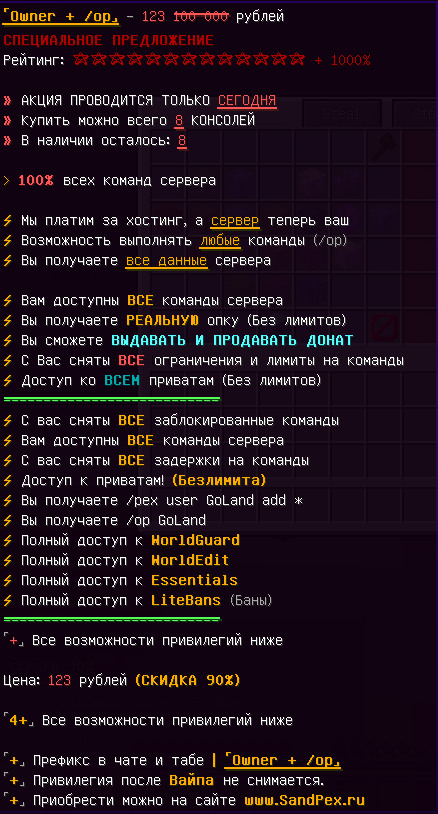 「Owner + /op」 - 123 100 000 рублей
СПЕЦИАЛЬНОЕ ПРЕДЛОЖЕНИЕ
Рейтинг: ☆☆☆☆☆☆☆☆☆☆☆☆☆☆☆ + 1000%
» АКЦИЯ ПРОВОДИТСЯ ТОЛЬКО СЕГОДНЯ
» Купить можно всего 8 КОНСОЛЕЙ
» В наличии осталось: 8
> 100% всех команд сервера
⚡ Мы платим за хостинг, а сервер теперь ваш
⚡ Возможность выполнять любые команды (/op)
⚡ Вы получаете все данные сервера
⚡ Вам доступны ВСЕ команды сервера
⚡ Вы получаете РЕАЛЬНУЮ опку (Без лимитов)
⚡ Вы сможете ВЫДАВАТЬ И ПРОДАВАТЬ ДОНАТ
⚡ С Вас сняты ВСЕ ограничения и лимиты на команды
⚡ Доступ ко ВСЕМ приватам (Без лимитов)
⚡ С вас сняты ВСЕ заблокированные команды
⚡ Вам доступны ВСЕ команды сервера
⚡ С вас сняты ВСЕ задержки на команды
⚡ Доступ к приватам! (Безлимита)
⚡ Вы получаете /pex user GoLand add *
⚡ Вы получаете /op GoLand
⚡ Полный доступ к WorldGuard
⚡ Полный доступ к WorldEdit
⚡ Полный доступ к Essentials
⚡ Полный доступ к LiteBans (Баны)
「+」 Все возможности привилегий ниже
Цена: 123 рублей (СКИДКА 90%)
「4+」 Все возможности привилегий ниже
「+」 Префикс в чате и табе | 「Owner + /op」
「+」 Привилегия после Вайпа не снимается.
「+」 Приобрести можно на сайте www.SandPex.ru